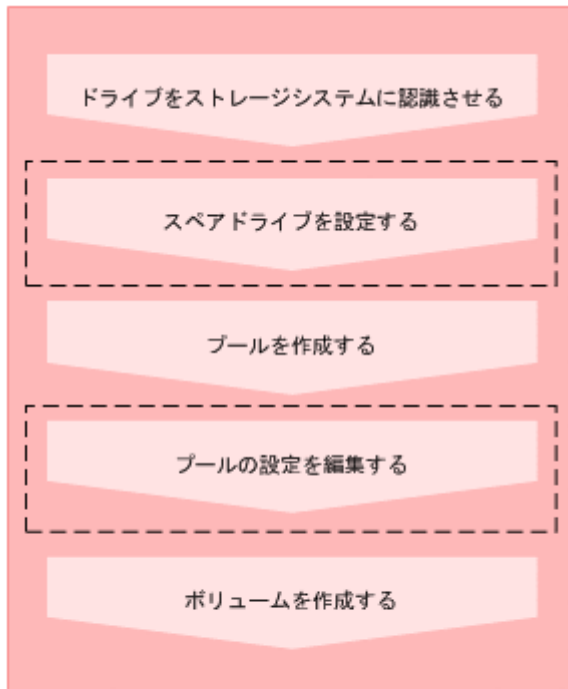 ドライブをストレージシステムに認識させる
スペアドライブを設定する
プールを作成する
プールの設定を編集する
ボリュームを作成する